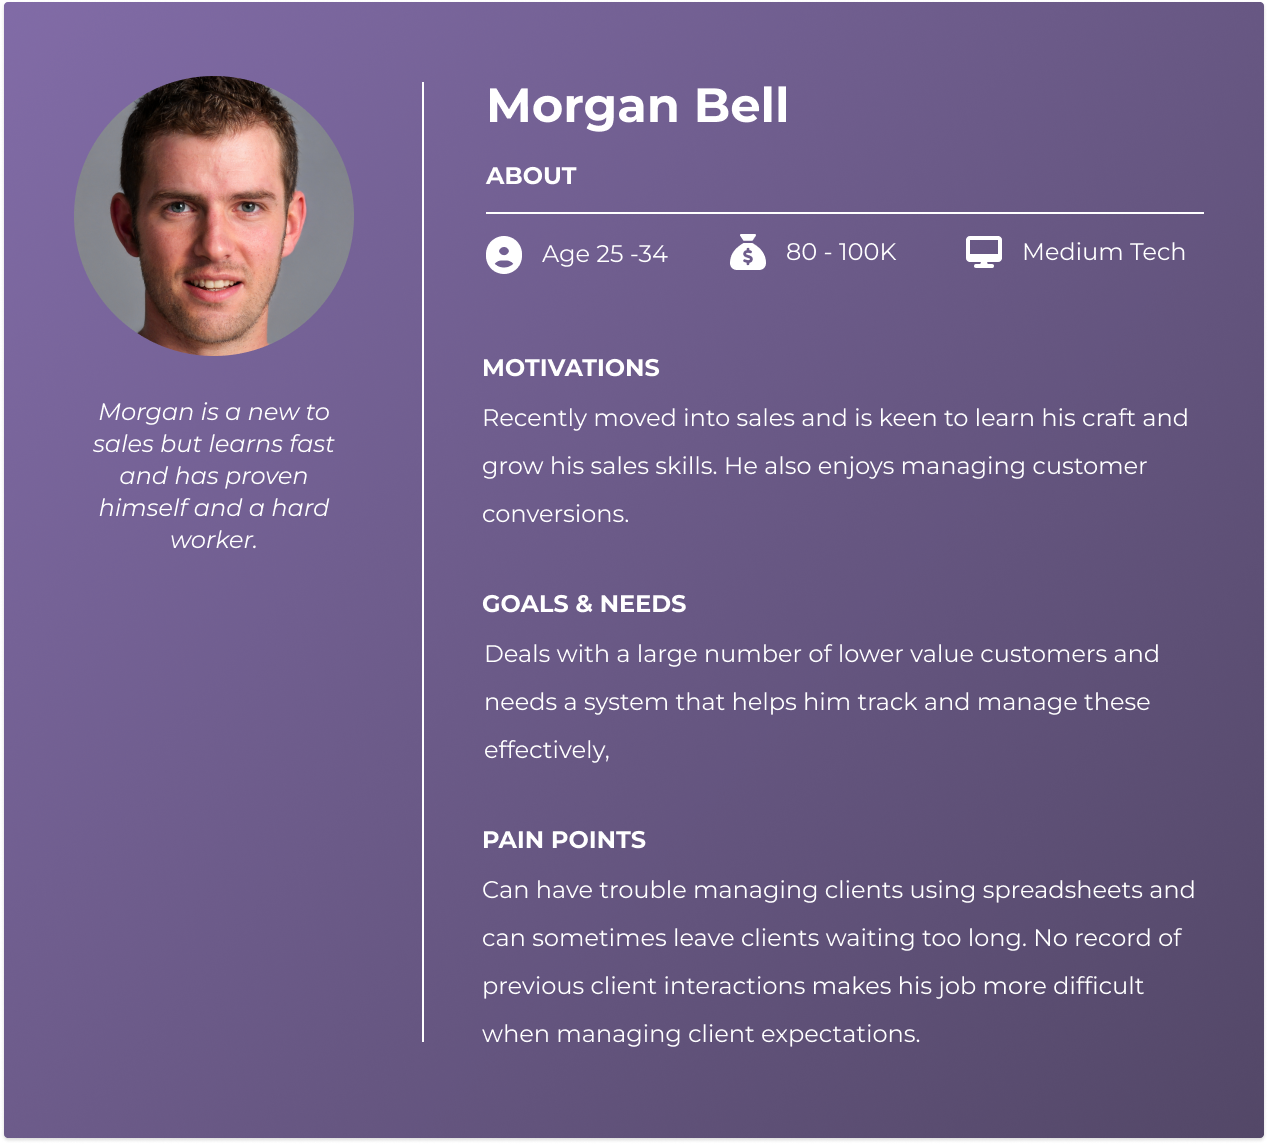 Morgan Bell
ABOUT
Age 25 -34
80 - 100K
Medium Tech
Morgan is a new to
sales but learns fast
and has proven
himself and a hard
worker.
MOTIVATIONS
Recently moved into sales and is keen to learn his craft and
grow his sales skills. He also enjoys managing customer
conversions.
GOALS & NEEDS
Deals with a large number of lower value customers and
needs a system that helps him track and manage these
effectively,
PAIN POINTS
Can have trouble managing clients using spreadsheets and
can sometimes leave clients waiting too long. No record of
previous client interactions makes his job more difficult
when managing client expectations.